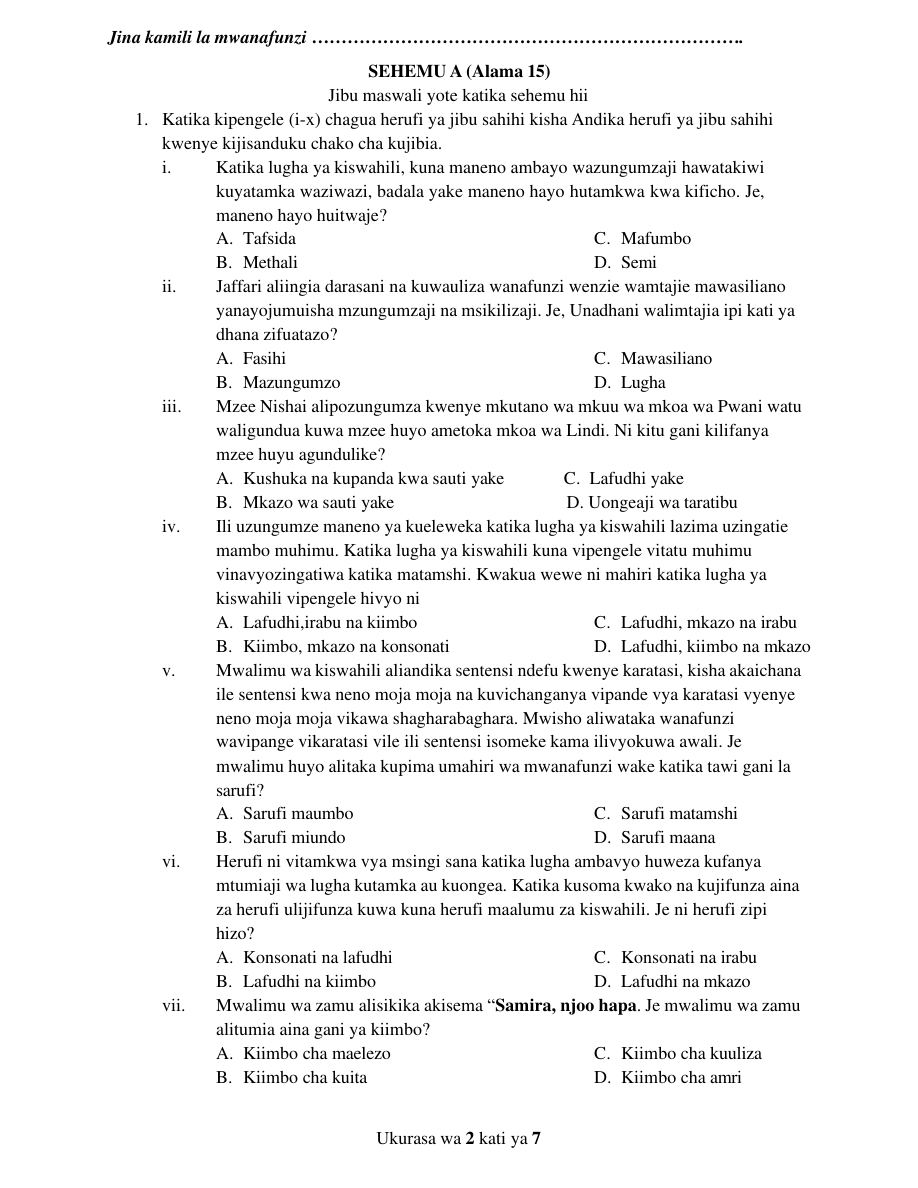 Jina kamili la mwanafunzi ……………………………………………………………….
SEHEMU A (Alama 15)
Jibu maswali yote katika sehemu hii
1. Katika kipengele (i-x) chagua herufi ya jibu sahihi kisha Andika herufi ya jibu sahihi
kwenye kijisanduku chako cha kujibia.
i. Katika lugha ya kiswahili, kuna maneno ambayo wazungumzaji hawatakiwi
kuyatamka waziwazi, badala yake maneno hayo hutamkwa kwa kificho. Je,
maneno hayo huitwaje?
A. Tafsida C. Mafumbo
B. Methali D. Semi
ii. Jaffari aliingia darasani na kuwauliza wanafunzi wenzie wamtajie mawasiliano
yanayojumuisha mzungumzaji na msikilizaji. Je, Unadhani walimtajia ipi kati ya
dhana zifuatazo?
A. Fasihi C. Mawasiliano
B. Mazungumzo D. Lugha
iii. Mzee Nishai alipozungumza kwenye mkutano wa mkuu wa mkoa wa Pwani watu
waligundua kuwa mzee huyo ametoka mkoa wa Lindi. Ni kitu gani kilifanya
mzee huyu agundulike?
A. Kushuka na kupanda kwa sauti yake C. Lafudhi yake
B. Mkazo wa sauti yake D. Uongeaji wa taratibu
iv. Ili uzungumze maneno ya kueleweka katika lugha ya kiswahili lazima uzingatie
mambo muhimu. Katika lugha ya kiswahili kuna vipengele vitatu muhimu
vinavyozingatiwa katika matamshi. Kwakua wewe ni mahiri katika lugha ya
kiswahili vipengele hivyo ni
A. Lafudhi,irabu na kiimbo C. Lafudhi, mkazo na irabu
B. Kiimbo, mkazo na konsonati D. Lafudhi, kiimbo na mkazo
v. Mwalimu wa kiswahili aliandika sentensi ndefu kwenye karatasi, kisha akaichana
ile sentensi kwa neno moja moja na kuvichanganya vipande vya karatasi vyenye
neno moja moja vikawa shagharabaghara. Mwisho aliwataka wanafunzi
wavipange vikaratasi vile ili sentensi isomeke kama ilivyokuwa awali. Je
mwalimu huyo alitaka kupima umahiri wa mwanafunzi wake katika tawi gani la
sarufi?
A. Sarufi maumbo C. Sarufi matamshi
B. Sarufi miundo D. Sarufi maana
vi. Herufi ni vitamkwa vya msingi sana katika lugha ambavyo huweza kufanya
mtumiaji wa lugha kutamka au kuongea. Katika kusoma kwako na kujifunza aina
za herufi ulijifunza kuwa kuna herufi maalumu za kiswahili. Je ni herufi zipi
hizo?
A. Konsonati na lafudhi C. Konsonati na irabu
B. Lafudhi na kiimbo D. Lafudhi na mkazo
vii. Mwalimu wa zamu alisikika akisema “Samira, njoo hapa. Je mwalimu wa zamu
alitumia aina gani ya kiimbo?
A. Kiimbo cha maelezo C. Kiimbo cha kuuliza
B. Kiimbo cha kuita D. Kiimbo cha amri
Ukurasa wa 2 kati ya 7